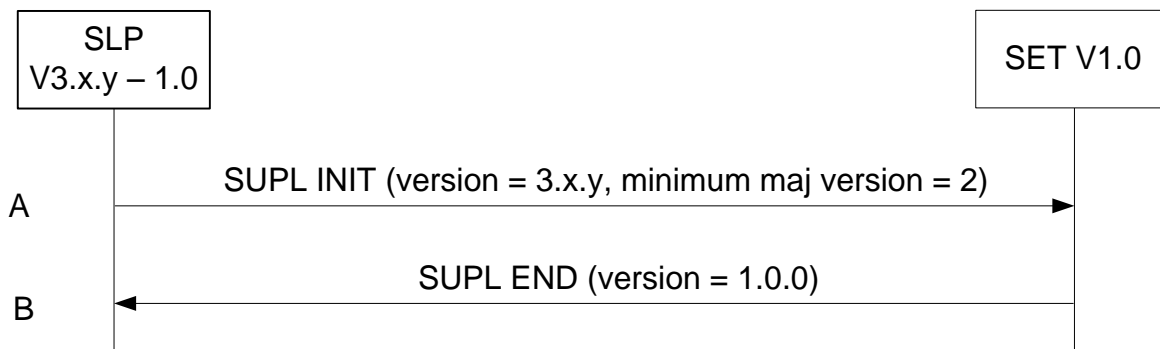 SLP
V3.x.y – 1.0
SET V1.0
SUPL INIT (version = 3.x.y, minimum maj version = 2)
A
SUPL END (version = 1.0.0)
B